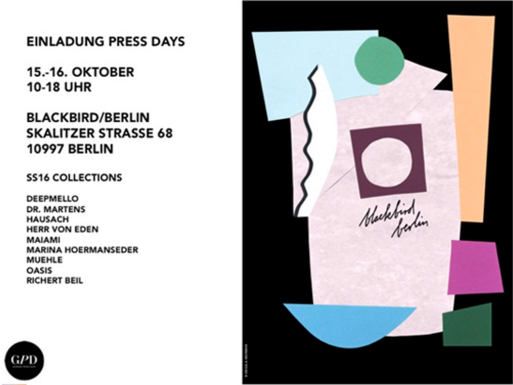 EINLADUNG PRESS DAYS
15.-16. OKTOBER
10-18 UHR
BLACKBIRD/BERLIN
SKALITZER STRASSE 68
10997 BERLIN
SS16 COLLECTIONS
DEEPMELLO
DR. MARTENS
HAUSACH
HERR VON EDEN
MAIAMI
MARINA HOERMANSEDER
MUEHLE
OASIS
RICHERT BEIL
GPD
blackbird
berlin